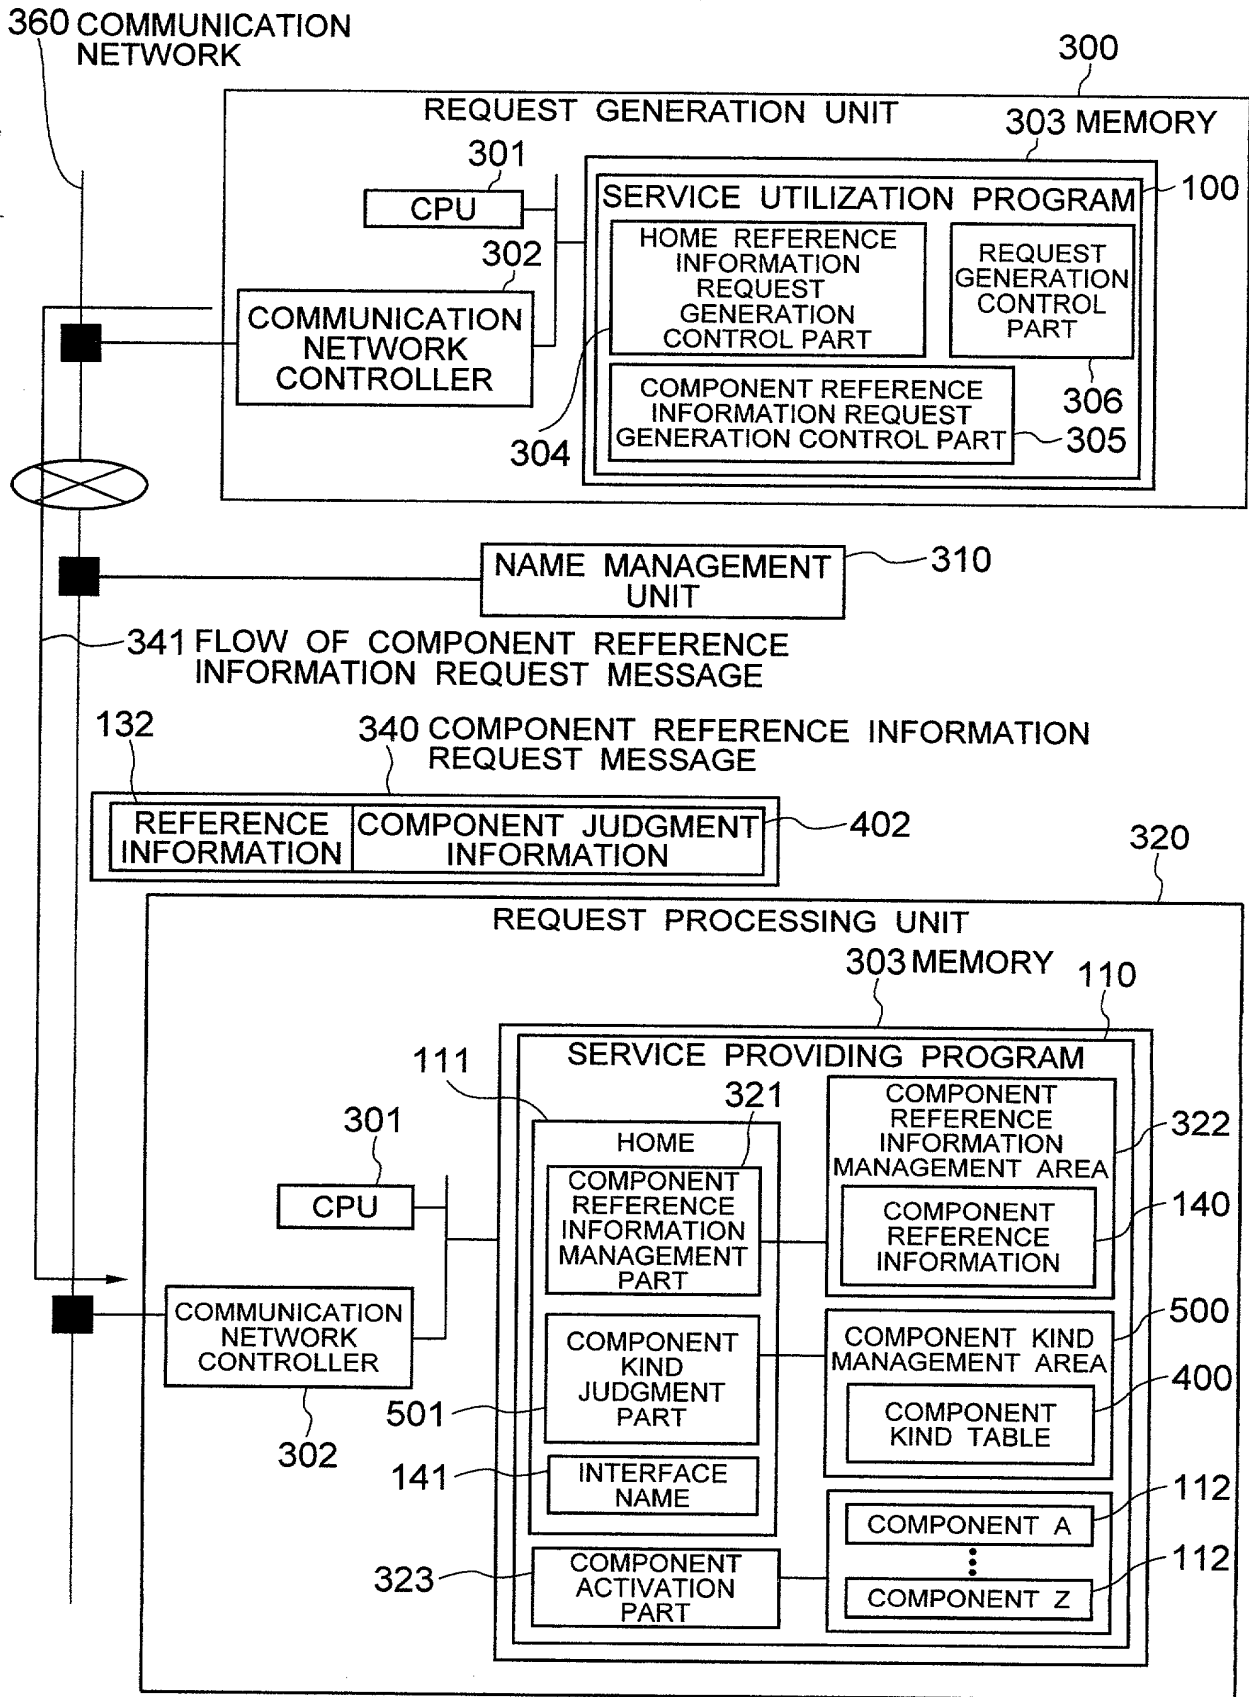 360 COMMUNICATION
NETWORK
300
REQUEST GENERATION UNIT
303 MEMORY
301
CPU
SERVICE UTILIZATION PROGRAM
100
HOME REFERENCE
INFORMATION
REQUEST
GENERATION
CONTROL PART
REQUEST
GENERATION
CONTROL
PART
302
COMMUNICATION
NETWORK
CONTROLLER
COMPONENT REFERENCE
INFORMATION REQUEST
GENERATION CONTROL PART
306
304
305
NAME MANAGEMENT
UNIT
310
341 FLOW OF COMPONENT REFERENCE
INFORMATION REQUEST MESSAGE
132
340 COMPONENT REFERENCE INFORMATION
REQUEST MESSAGE
REFERENCE
INFORMATION
COMPONENT JUDGMENT
INFORMATION
402
320
REQUEST PROCESSING UNIT
303 MEMORY
110
SERVICE PROVIDING PROGRAM
111
321
HOME
COMPONENT
REFERENCE
INFORMATION
MANAGEMENT
PART
COMPONENT
REFERENCE
INFORMATION
MANAGEMENT AREA
322
COMPONENT
REFERENCE
INFORMATION
140
301
CPU
COMMUNICATION
NETWORK
CONTROLLER
302
COMPONENT
KIND
JUDGMENT
PART
501
COMPONENT KIND
MANAGEMENT AREA
500
COMPONENT
KIND TABLE
400
141
INTERFACE
NAME
COMPONENT A
112
COMPONENT Z
112
323
COMPONENT
ACTIVATION
PART